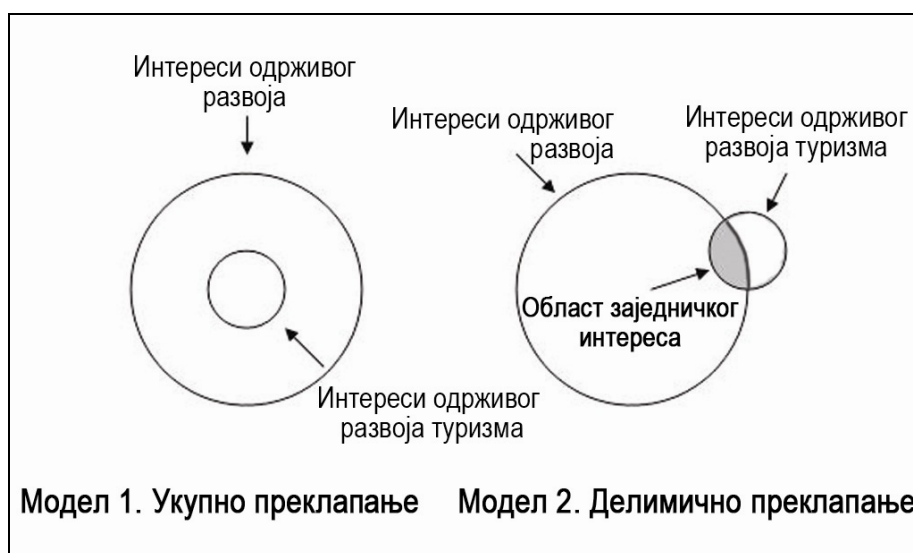 Интереси одрживог
развоја
Интереси одрживог
развоја туризма
Модел 1. Укупно преклапање
Интереси одрживог
развоја
Интереси одрживог
развоја туризма
Област заједничког
интереса
Модел 2. Делимично преклапање